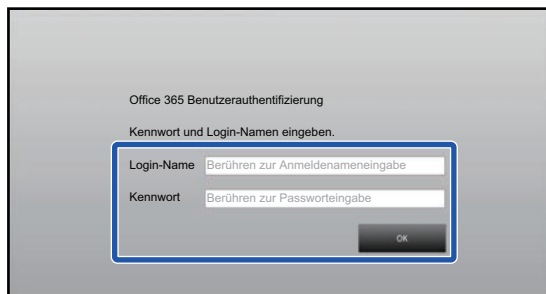 Office 365 Benutzerauthentifizierung
Kennwort und Login-Namen eingeben.
Login-Name Berühren zur Anmeldenameneingabe
Kennwort Berühren zur Passworteingabe
OK